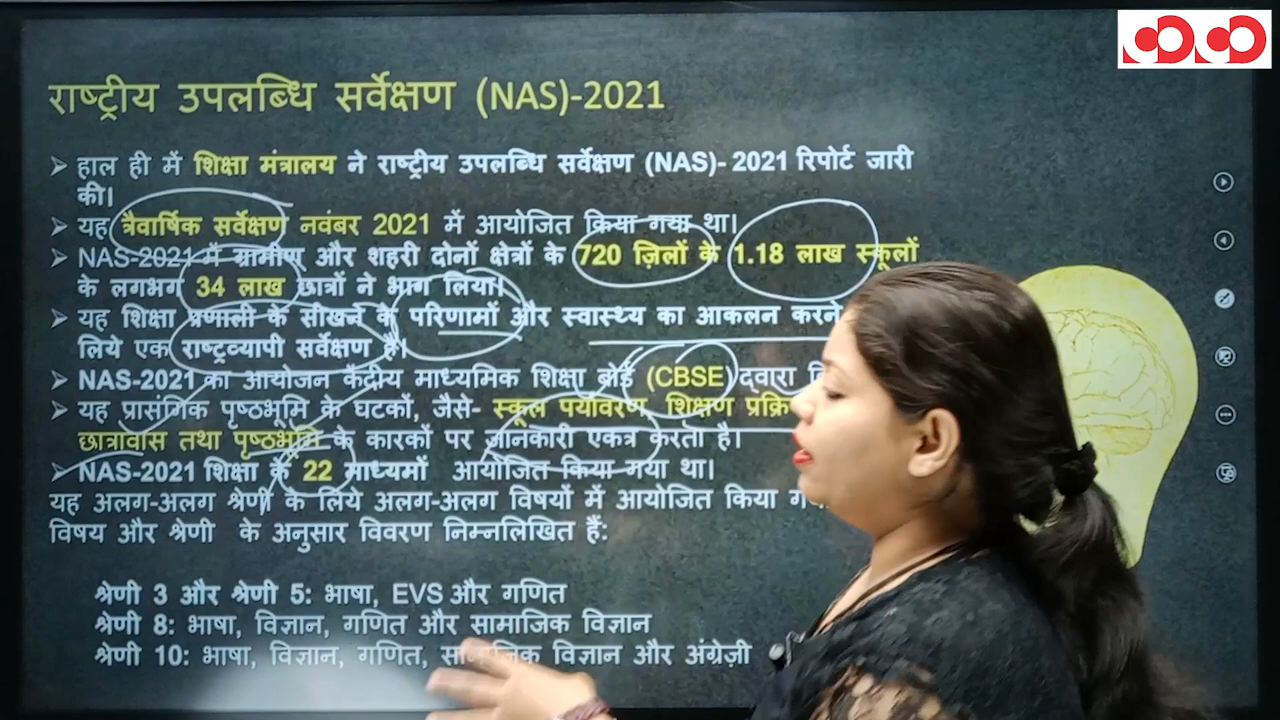 राष्ट्रीय उपलब्धि सर्वेक्षण (NAS)-2021
➢ हाल ही में शिक्षा मंत्रालय ने राष्ट्रीय उपलब्धि सर्वेक्षण (NAS)- 2021 रिपोर्ट जारी
की।
➢ यह त्रैवार्षिक सर्वेक्षण नवंबर 2021 में आयोजित किया गया था।
➢ NAS-2021 में ग्रामीण और शहरी दोनों क्षेत्रों के 720 ज़िलों के 1.18 लाख स्कूलों
के लगभग 34 लाख छात्रों ने भाग लिया।
➢ यह शिक्षा प्रणाली के सीखने के परिणामों और स्वास्थ्य का आकलन करने
लिये एक राष्ट्रव्यापी सर्वेक्षण है।
➢ NAS-2021 का आयोजन केंद्रीय माध्यमिक शिक्षा बोर्ड (CBSE) द्वारा
➢ यह प्रासंगिक पृष्ठभूमि के घटकों, जैसे- स्कूल पर्यावरण, शिक्षण
छात्रावास तथा पृष्ठभूमि के कारकों पर जानकारी एकत्र करता है।
➢ NAS-2021 शिक्षा के 22 माध्यमों आयोजित किया गया था।
यह अलग-अलग श्रेणी के लिये अलग-अलग विषयों में आयोजित किया
विषय और श्रेणी के अनुसार विवरण निम्नलिखित हैं:
श्रेणी 3 और श्रेणी 5: भाषा, EVS और गणित
श्रेणी 8: भाषा, विज्ञान, गणित और सामाजिक विज्ञान
श्रेणी 10: भाषा, विज्ञान, गणित, सामाजिक विज्ञान और अंग्रेज़ी